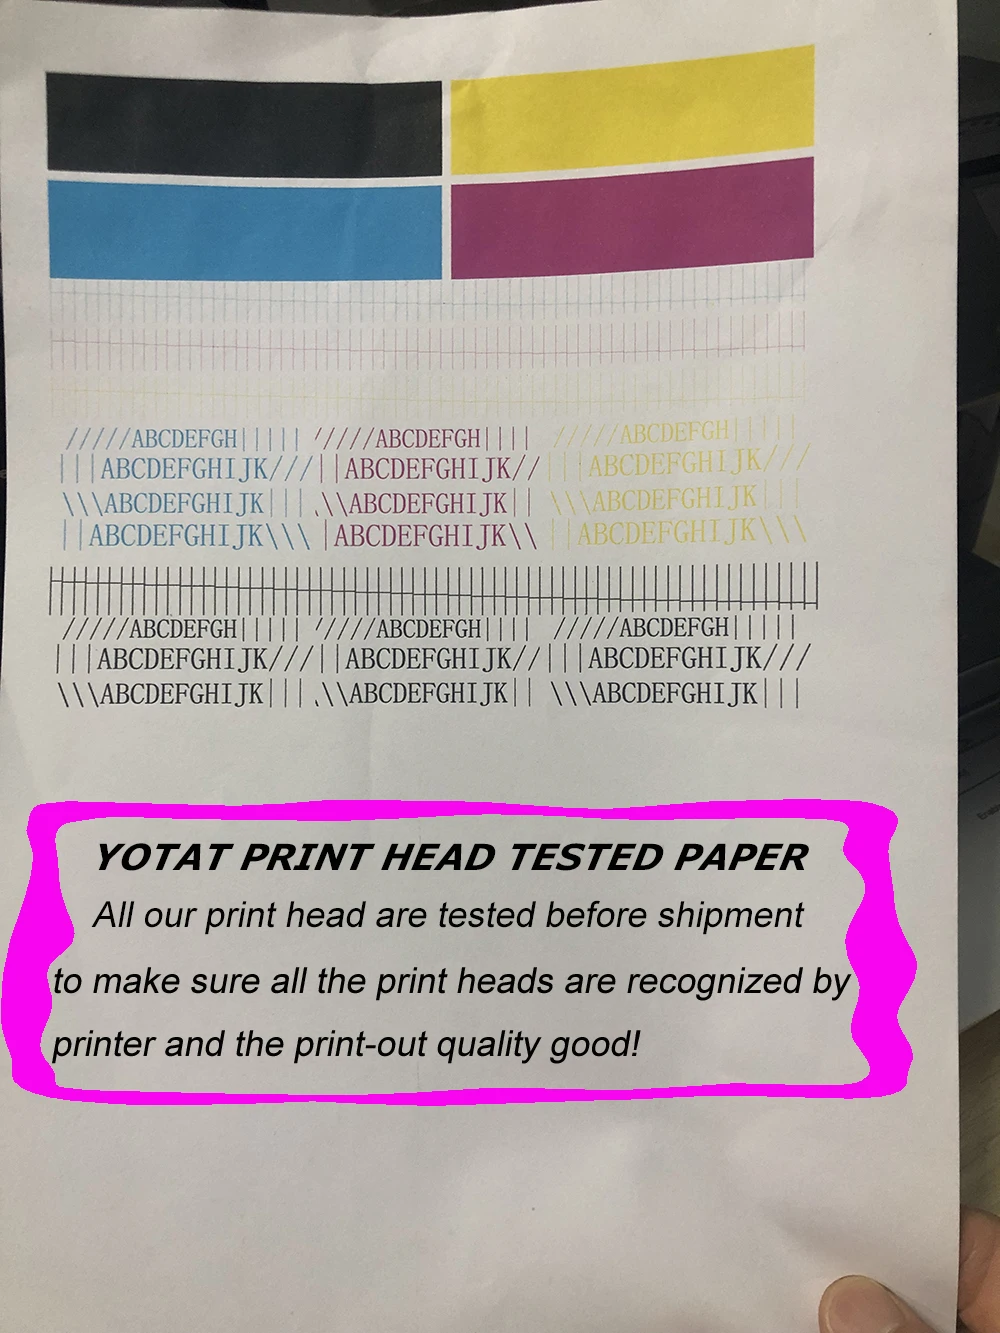 /////ABCDEFGH||||| '////ABCDEFGH|||| /////ABCDEFGH|||||
|||ABCDEFGHIJK/// ||ABCDEFGHIJK// |||ABCDEFGHIJK///
\\\ABCDEFGHIJK||| .\\ABCDEFGHIJK|| \\\ABCDEFGHIJK|||
||ABCDEFGHIJK\\\ |ABCDEFGHIJK\\ ||ABCDEFGHIJK\\\
/////ABCDEFGH||||| '////ABCDEFGH|||| /////ABCDEFGH|||||
|||ABCDEFGHIJK/// ||ABCDEFGHIJK// |||ABCDEFGHIJK///
\\\ABCDEFGHIJK||| .\\ABCDEFGHIJK|| \\\ABCDEFGHIJK|||
YOTAT PRINT HEAD TESTED PAPER
All our print head are tested before shipment
to make sure all the print heads are recognized by
printer and the print-out quality good!